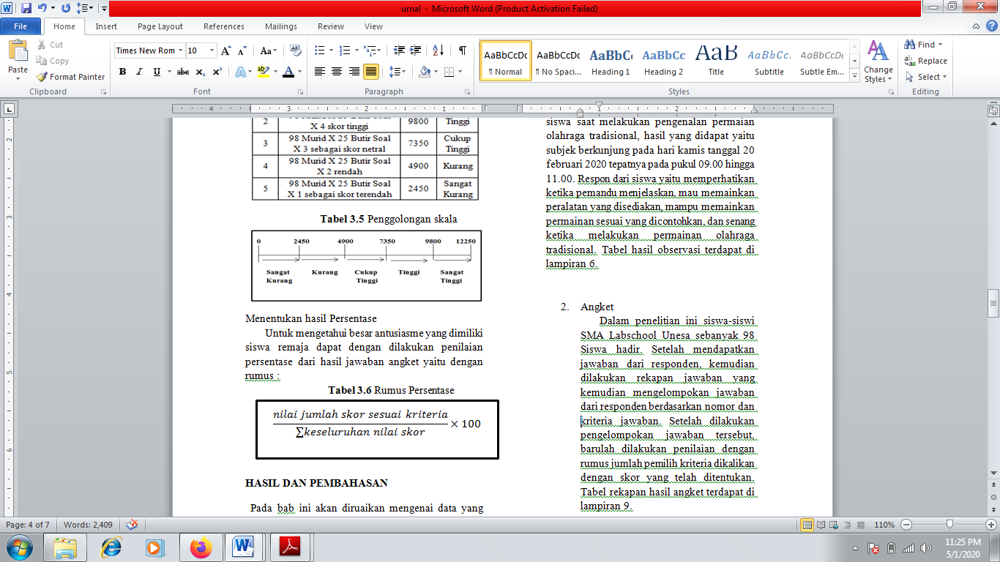 urnal - Microsoft Word (Product Activation Failed)
File Home Insert Page Layout References Mailings Review View
Paste
Cut
Copy
Format Painter
Clipboard
Times New Rom 10
Font
Paragraph
AaBbCcDc AaBbCcDc AaBbCc AaBbCc AaB AaBbCc. AaBbCcDc
¶ Normal ¶ No Spaci... Heading 1 Heading 2 Title Subtitle Subtle Em...
Styles
Change Styles
Find
Replace
Select
Editing
2 X 4 skor tinggi 9800 Tinggi
3 98 Murid X 25 Butir Soal 7350 Cukup
X 3 sebagai skor netral Tinggi
4 98 Murid X 25 Butir Soal 4900 Kurang
X 2 rendah
5 98 Murid X 25 Butir Soal 2450 Sangat
X 1 sebagai skor terendah Kurang
Tabel 3.5 Penggolongan skala
0 2450 4900 7350 9800 12250
Sangat Kurang Kurang Cukup Tinggi Tinggi Sangat Tinggi
Menentukan hasil Persentase
Untuk mengetahui besar antusiasme yang dimiliki
siswa remaja dapat dengan dilakukan penilaian
persentase dari hasil jawaban angket yaitu dengan
rumus :
Tabel 3.6 Rumus Persentase
nilai jumlah skor sesuai kriteria
× 100
∑keseluruhan nilai skor
HASIL DAN PEMBAHASAN
Pada bab ini akan diruaikan mengenai data yang
siswa saat melakukan pengenalan permaian
olahraga tradisional, hasil yang didapat yaitu
subjek berkunjung pada hari kamis tanggal 20
februari 2020 tepatnya pada pukul 09.00 hingga
11.00. Respon dari siswa yaitu memperhatikan
ketika pemandu menjelaskan, mau memainkan
peralatan yang disediakan, mampu memainkan
permainan sesuai yang dicontohkan, dan senang
ketika melakukan permainan olahraga
tradisional. Tabel hasil observasi terdapat di
lampiran 6.
2. Angket
Dalam penelitian ini siswa-siswi
SMA Labschool Unesa sebanyak 98
Siswa hadir. Setelah mendapatkan
jawaban dari responden, kemudian
dilakukan rekapan jawaban yang
kemudian mengelompokan jawaban
dari responden berdasarkan nomor dan
kriteria jawaban. Setelah dilakukan
pengelompokan jawaban tersebut,
barulah dilakukan penilaian dengan
rumus jumlah pemilih kriteria dikalikan
dengan skor yang telah ditentukan.
Tabel rekapan hasil angket terdapat di
lampiran 9.
Page: 4 of 7 Words: 2,409 110%
11:25 PM
5/1/2020